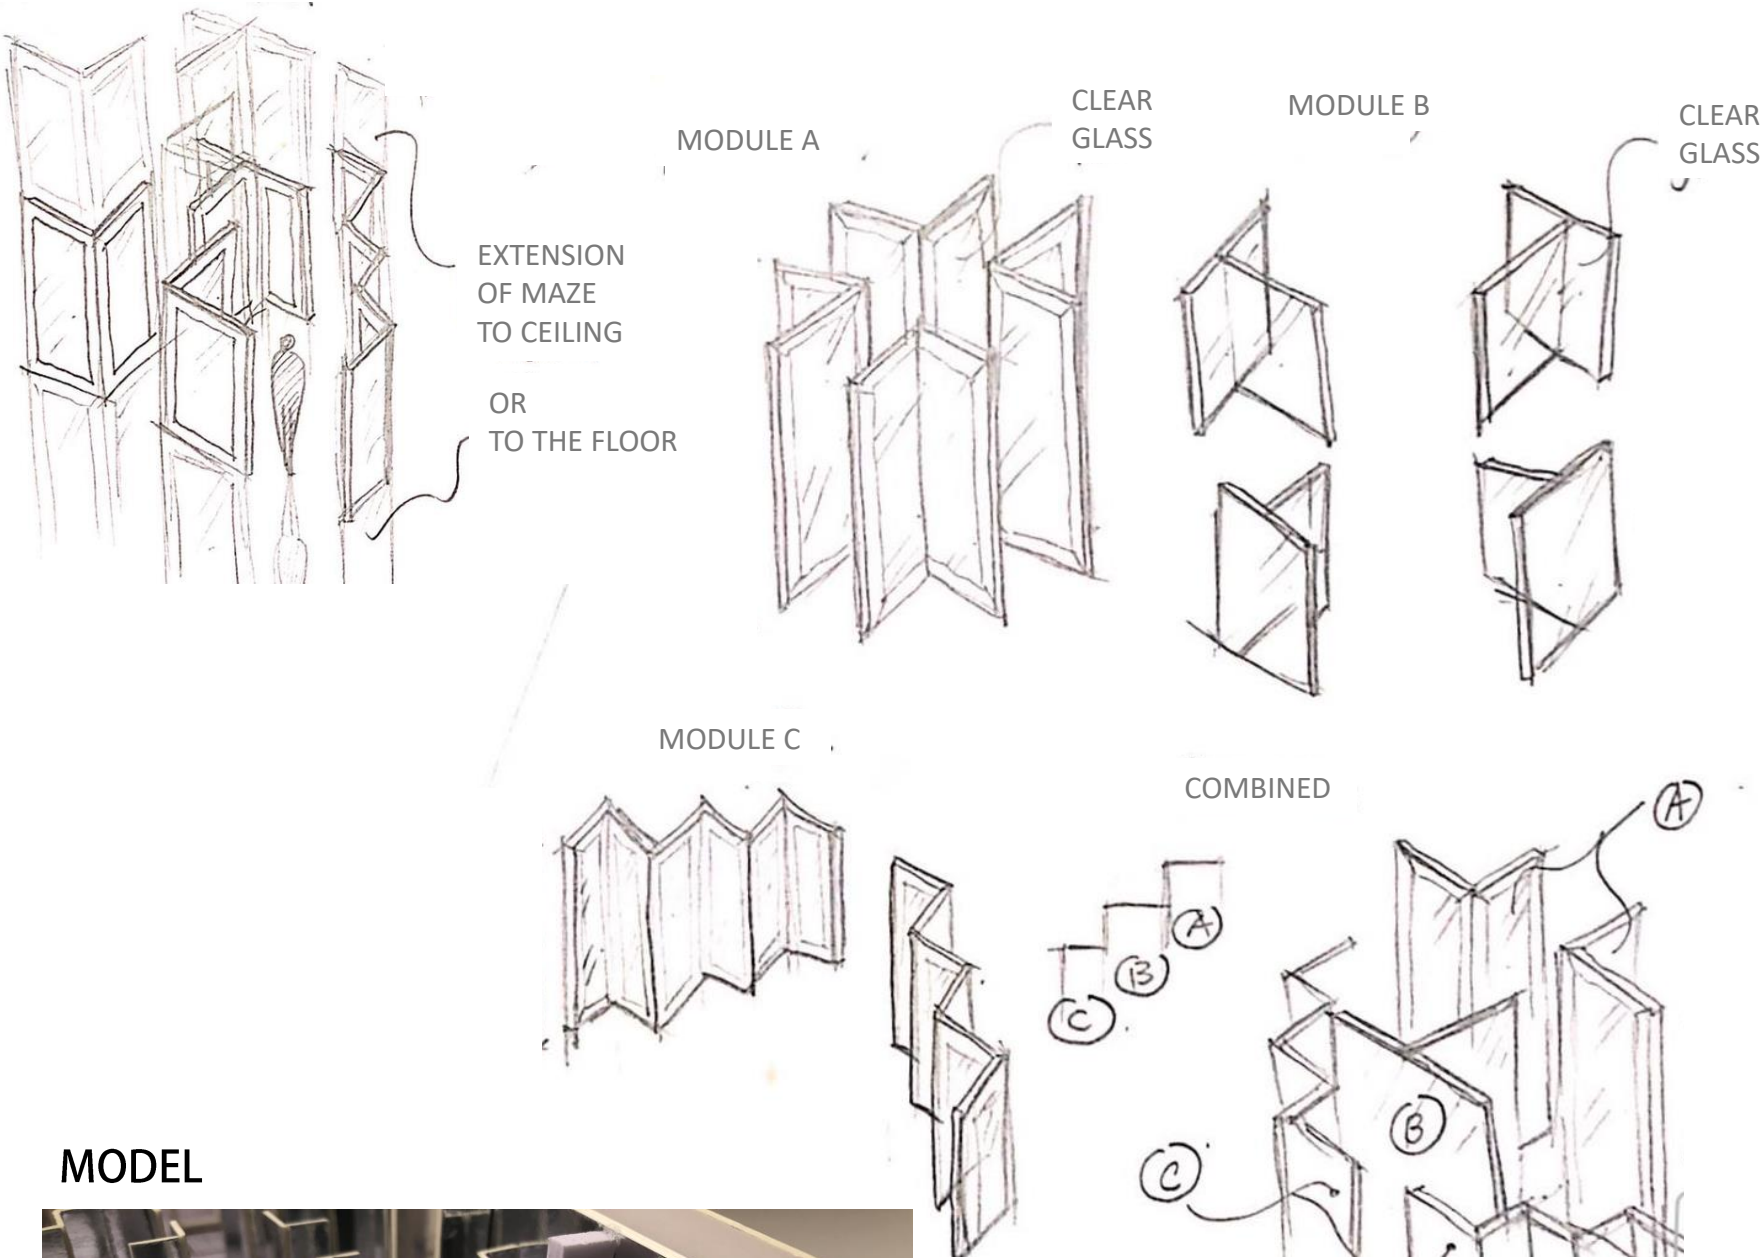 MODULE A
CLEAR
GLASS
MODULE B
CLEAR
GLASS
EXTENSION
OF MAZE
TO CEILING
OR
TO THE FLOOR
MODULE C
COMBINED
A
A
B
C
B
C
MODEL